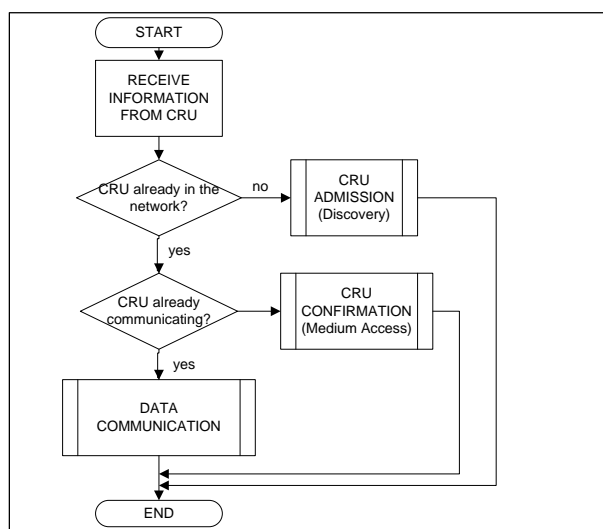 START
RECEIVE
INFORMATION
FROM CRU
CRU already in the
network?
no
CRU
ADMISSION
(Discovery)
yes
CRU already
communicating?
CRU
CONFIRMATION
(Medium Access)
yes
DATA
COMMUNICATION
END